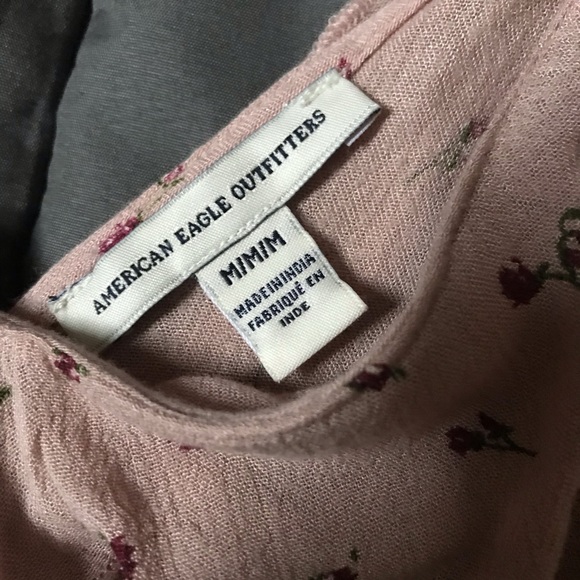 AMERICAN EAGLE OUTFITTERS
M|M|M
MADE IN INDIA
FABRIQUÉ EN
INDE